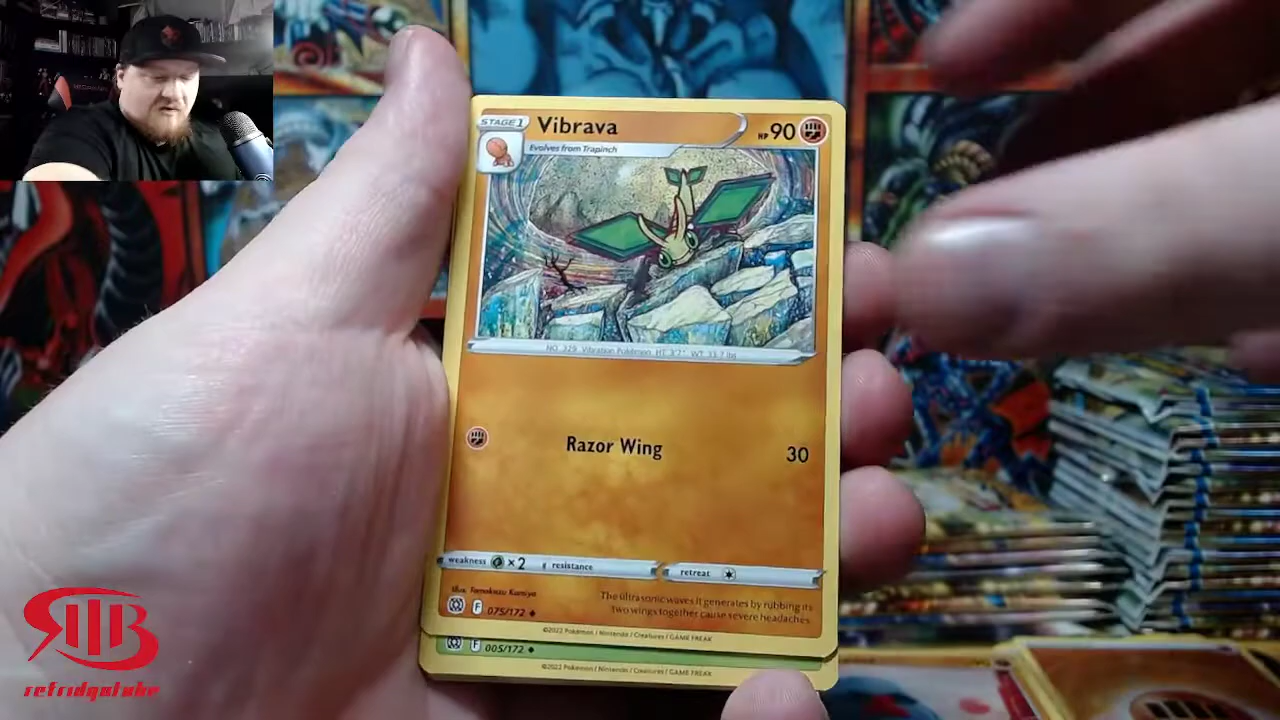 STAGE 1
Vibrava
HP 90
Evolves from Trapinch
NO. 329 Vibration Pokémon HT: 3'7" WT: 33.7 lbs
Razor Wing 30
weakness ×2 resistance retreat
Illus. Tomokazu Komiya
F 075/172
The ultrasonic waves it generates by rubbing its
two wings together cause severe headaches.
©2022 Pokémon / Nintendo / Creatures / GAME FREAK
F 005/172
©2022 Pokémon / Nintendo / Creatures / GAME FREAK
refridgatube